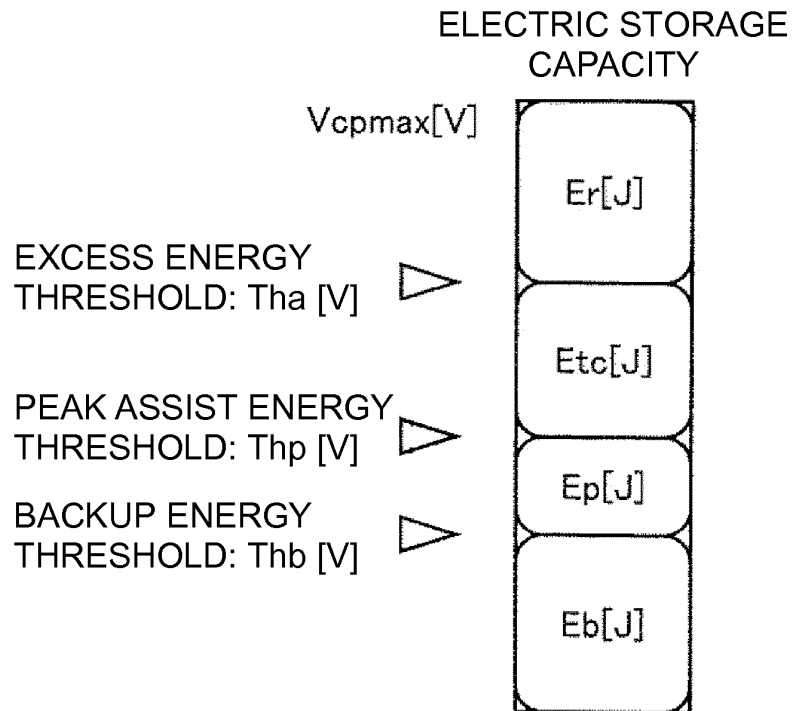 ELECTRIC STORAGE
CAPACITY
Vcpmax[V]
Er[J]
EXCESS ENERGY
THRESHOLD: Tha [V]
Etc[J]
PEAK ASSIST ENERGY
THRESHOLD: Thp [V]
Ep[J]
BACKUP ENERGY
THRESHOLD: Thb [V]
Eb[J]